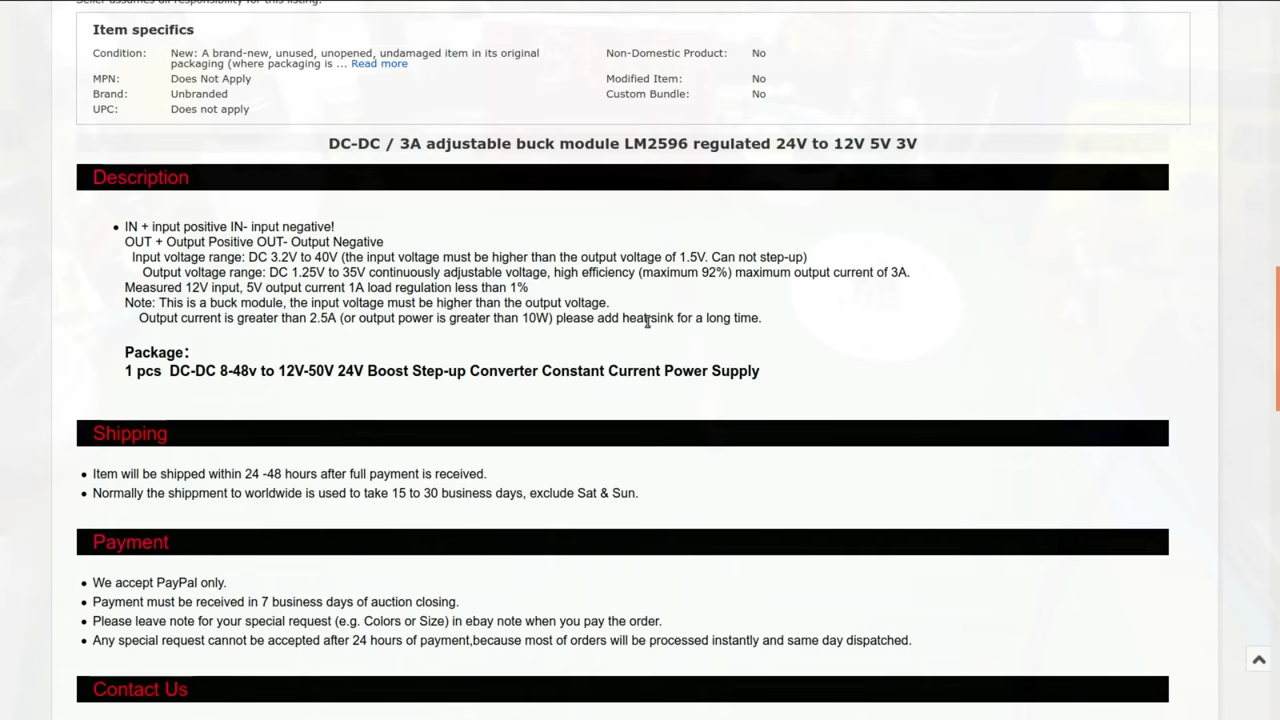 Seller assumes all responsibility for this listing.
Item specifics
Condition: New: A brand-new, unused, unopened, undamaged item in its original Non-Domestic Product: No
packaging (where packaging is ... Read more
MPN: Does Not Apply Modified Item: No
Brand: Unbranded Custom Bundle: No
UPC: Does not apply
DC-DC / 3A adjustable buck module LM2596 regulated 24V to 12V 5V 3V
Description
• IN + input positive IN- input negative!
OUT + Output Positive OUT- Output Negative
Input voltage range: DC 3.2V to 40V (the input voltage must be higher than the output voltage of 1.5V. Can not step-up)
Output voltage range: DC 1.25V to 35V continuously adjustable voltage, high efficiency (maximum 92%) maximum output current of 3A.
Measured 12V input, 5V output current 1A load regulation less than 1%
Note: This is a buck module, the input voltage must be higher than the output voltage.
Output current is greater than 2.5A (or output power is greater than 10W) please add heat sink for a long time.
Package:
1 pcs DC-DC 8-48v to 12V-50V 24V Boost Step-up Converter Constant Current Power Supply
Shipping
• Item will be shipped within 24 -48 hours after full payment is received.
• Normally the shippment to worldwide is used to take 15 to 30 business days, exclude Sat & Sun.
Payment
• We accept PayPal only.
• Payment must be received in 7 business days of auction closing.
• Please leave note for your special request (e.g. Colors or Size) in ebay note when you pay the order.
• Any special request cannot be accepted after 24 hours of payment,because most of orders will be processed instantly and same day dispatched.
Contact Us